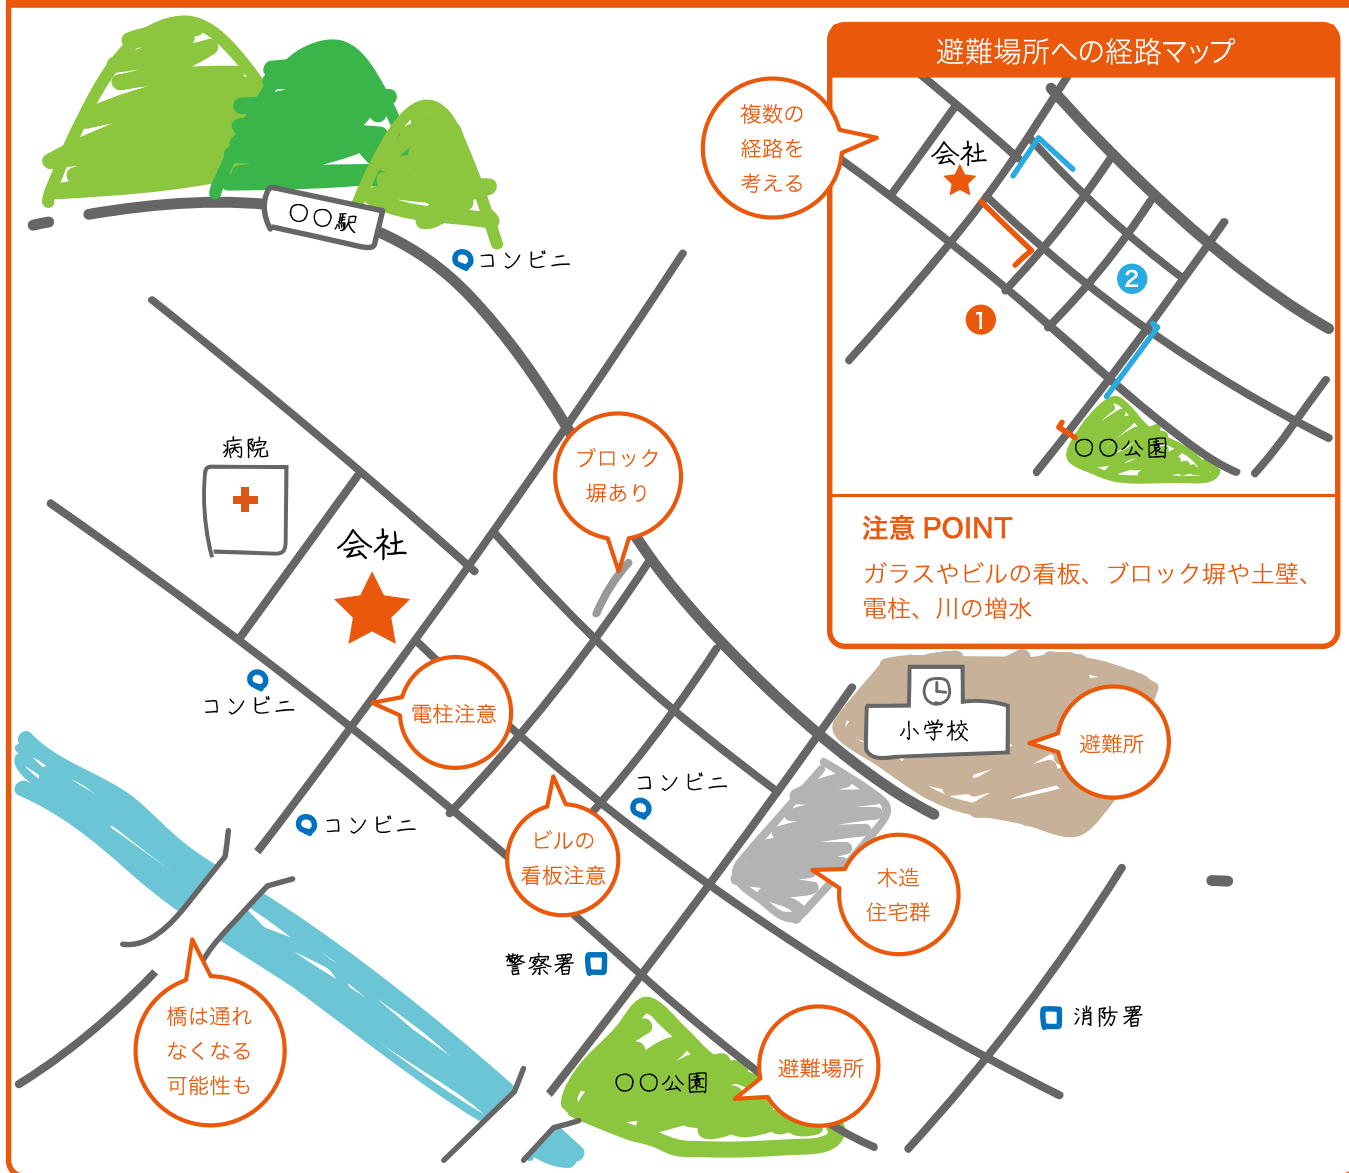 避難場所への経路マップ
複数の
経路を
考える
会社
2
1
〇〇公園
注意 POINT
ガラスやビルの看板、ブロック塀や土壁、
電柱、川の増水
〇〇駅
コンビニ
病院
ブロック
塀あり
会社
コンビニ
電柱注意
小学校
避難所
コンビニ
コンビニ
ビルの
看板注意
木造
住宅群
警察署
橋は通れ
なくなる
可能性も
消防署
〇〇公園
避難場所